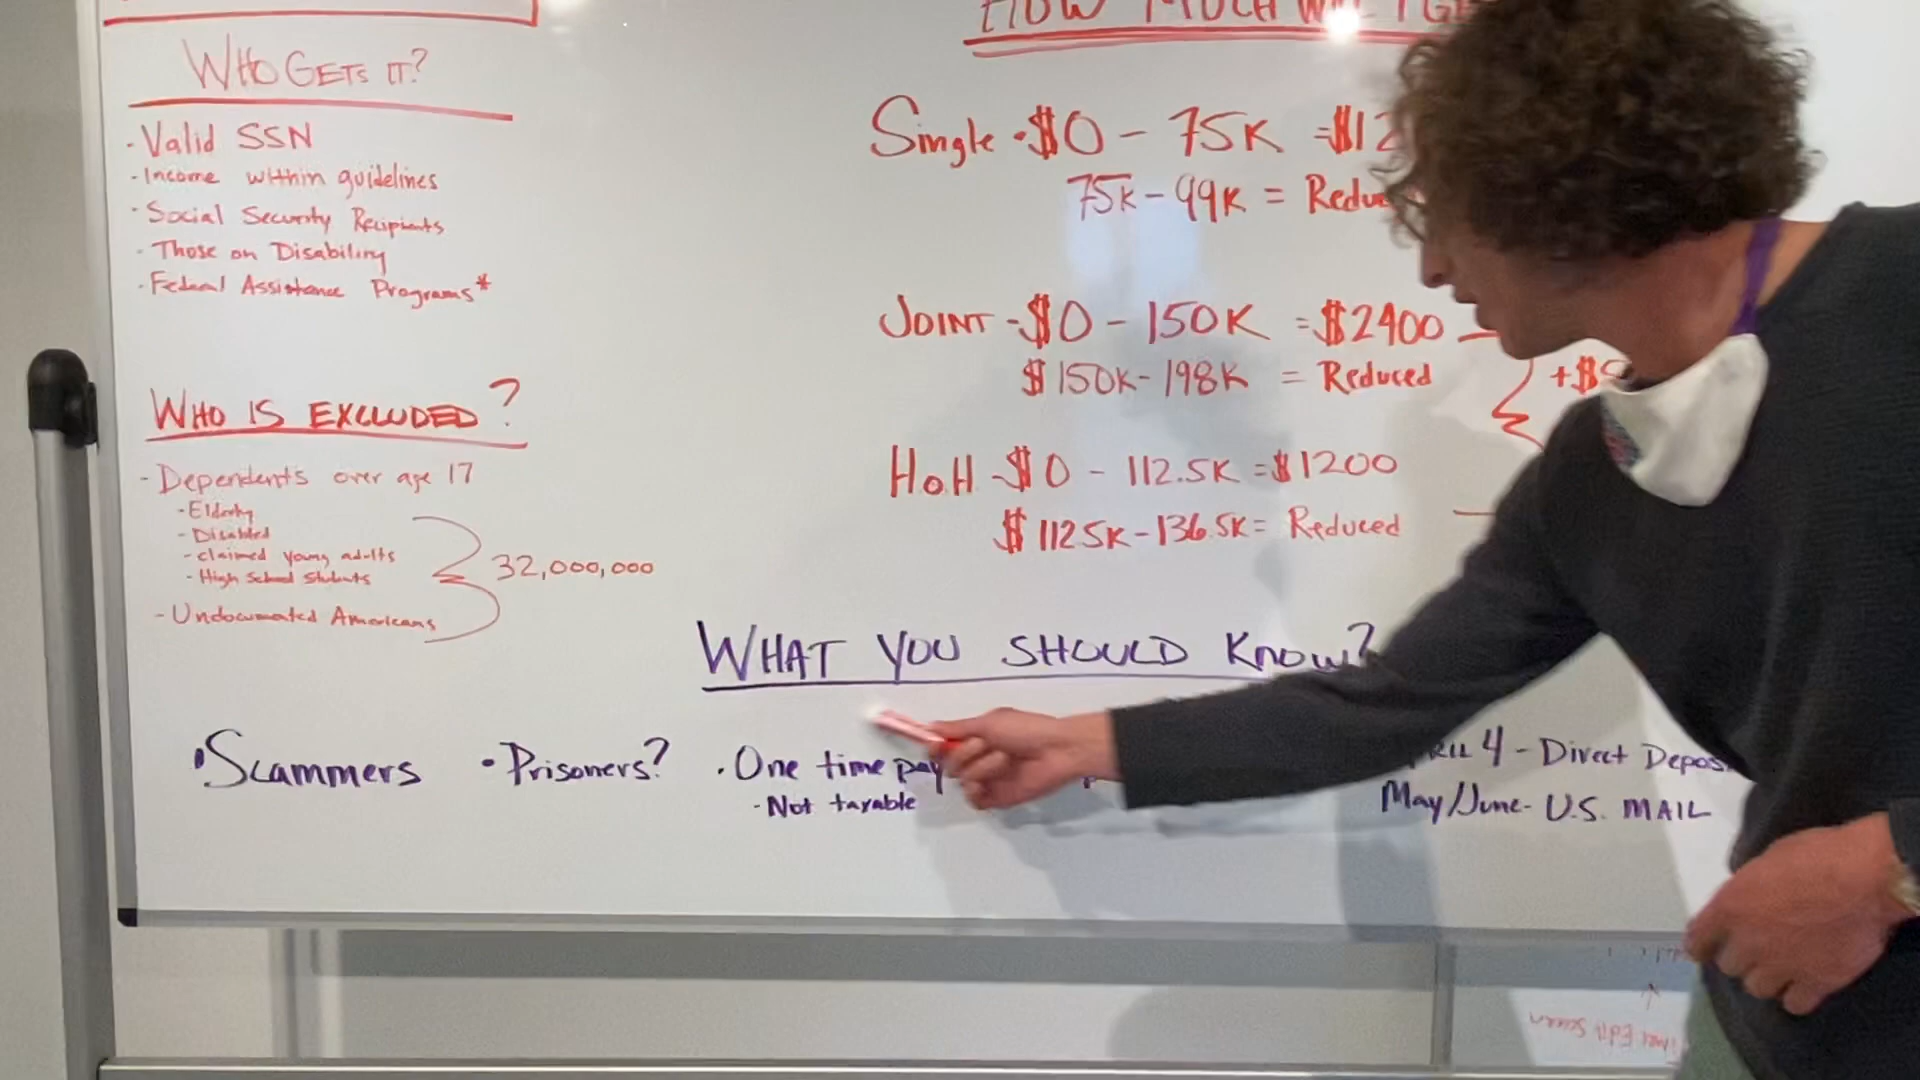 WHO GETS IT?
- Valid SSN
- Income within guidelines
- Social Security Recipients
- Those on Disability
- Federal Assistance Programs*
WHO IS EXCLUDED?
- Dependents over age 17
- Elderly
- Disabled
- claimed young adults
- High School Students
32,000,000
- Undocumented Americans
HOW MUCH
Single - $0 - 75K = $12
75K - 99K = Redu
JOINT - $0 - 150K = $2400
$150K - 198K = Reduced
+$
HoH - $0 - 112.5K = $1200
$112.5K - 136.5K = Reduced
WHAT YOU SHOULD KNOW?
• Scammers
• Prisoners?
• One time pay
- Not taxable
4 - Direct Depos
May/June - U.S. MAIL
Edit Screen